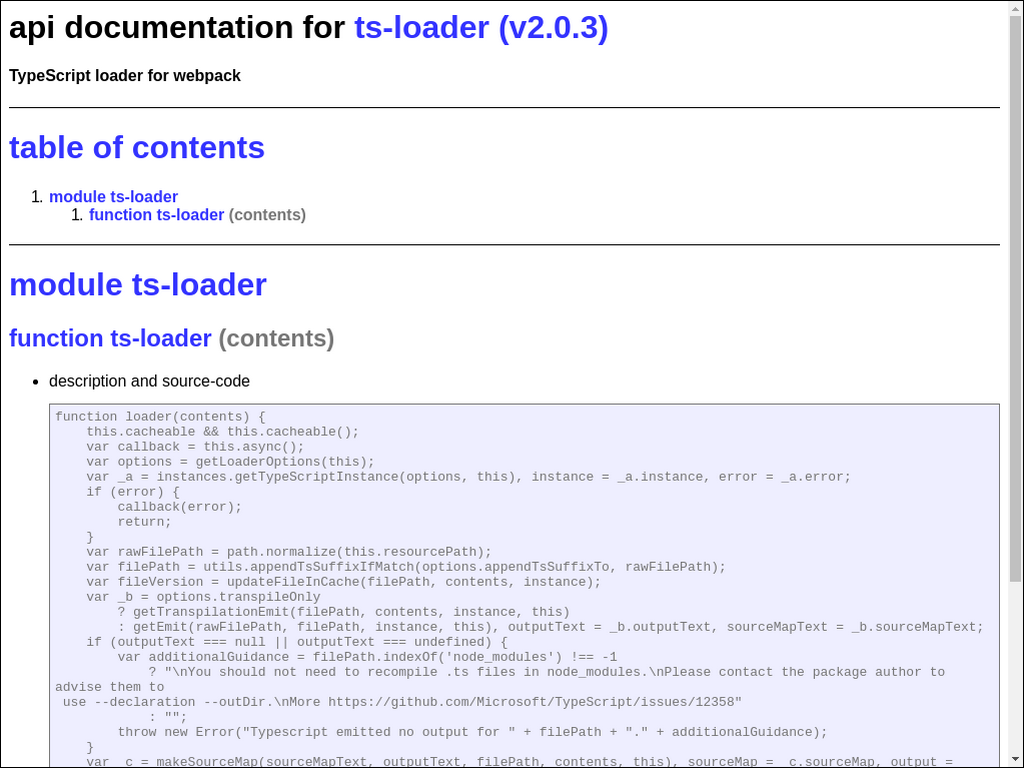 api documentation for ts-loader (v2.0.3)
TypeScript loader for webpack
table of contents
1. module ts-loader
1. function ts-loader (contents)
module ts-loader
function ts-loader (contents)
• description and source-code
function loader(contents) {
    this.cacheable && this.cacheable();
    var callback = this.async();
    var options = getLoaderOptions(this);
    var _a = instances.getTypeScriptInstance(options, this), instance = _a.instance, error = _a.error;
    if (error) {
        callback(error);
        return;
    }
    var rawFilePath = path.normalize(this.resourcePath);
    var filePath = utils.appendTsSuffixIfMatch(options.appendTsSuffixTo, rawFilePath);
    var fileVersion = updateFileInCache(filePath, contents, instance);
    var _b = options.transpileOnly
        ? getTranspilationEmit(filePath, contents, instance, this)
        : getEmit(rawFilePath, filePath, instance, this), outputText = _b.outputText, sourceMapText = _b.sourceMapText;
    if (outputText === null || outputText === undefined) {
        var additionalGuidance = filePath.indexOf('node_modules') !== -1
            ? "\nYou should not need to recompile .ts files in node_modules.\nPlease contact the package author to
advise them to
 use --declaration --outDir.\nMore https://github.com/Microsoft/TypeScript/issues/12358"
            : "";
        throw new Error("Typescript emitted no output for " + filePath + "." + additionalGuidance);
    }
    var _c = makeSourceMap(sourceMapText, outputText, filePath, contents, this), sourceMap = _c.sourceMap, output =